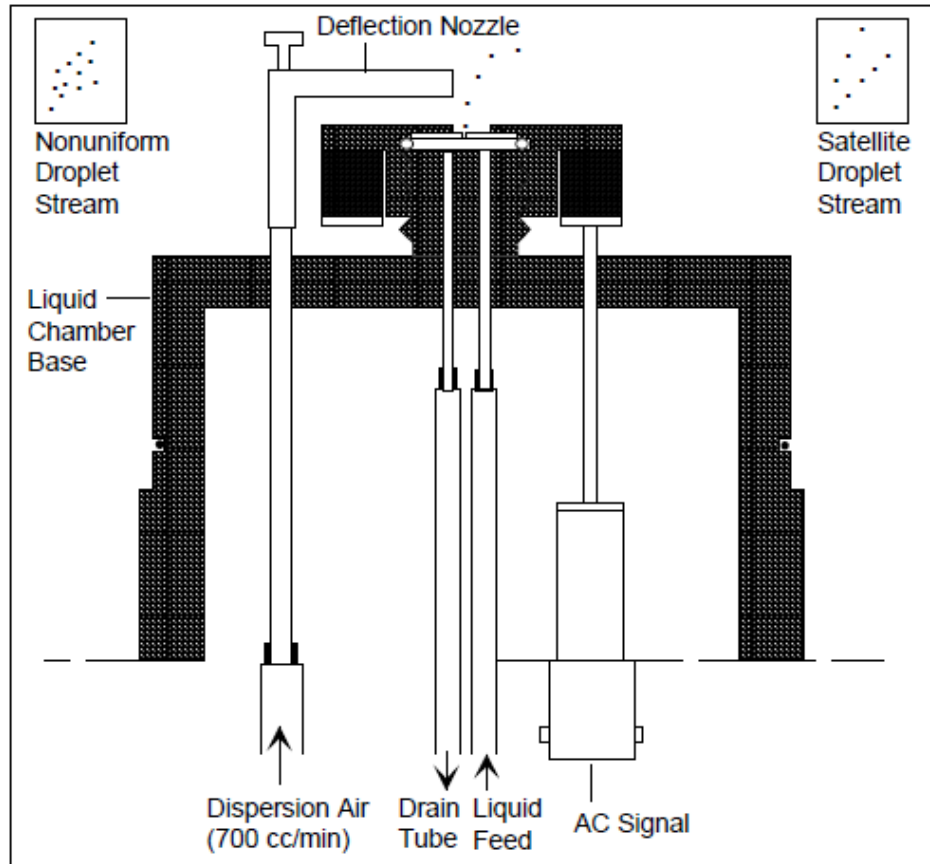 Deflection Nozzle
Nonuniform
Droplet
Stream
Satellite
Droplet
Stream
Liquid
Chamber
Base
Dispersion Air
(700 cc/min)
Drain
Tube
Liquid
Feed
AC Signal